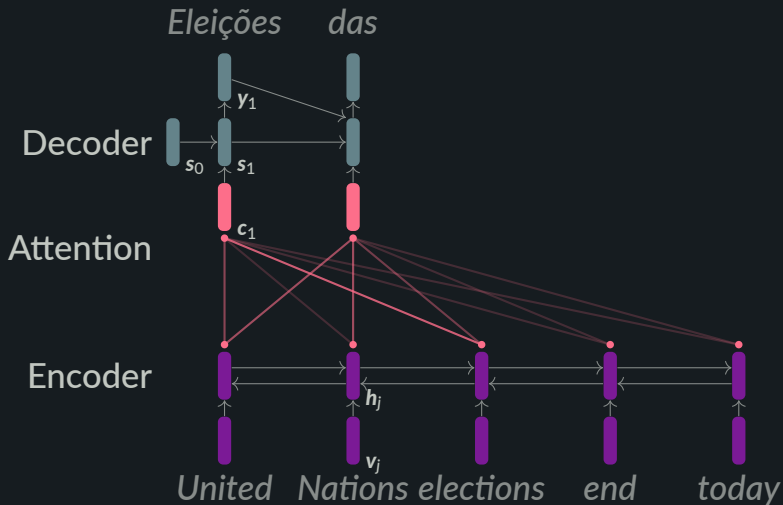 Eleições das
y1
Decoder
s0 s1
c1
Attention
Encoder
hj
vj
United Nations elections end today